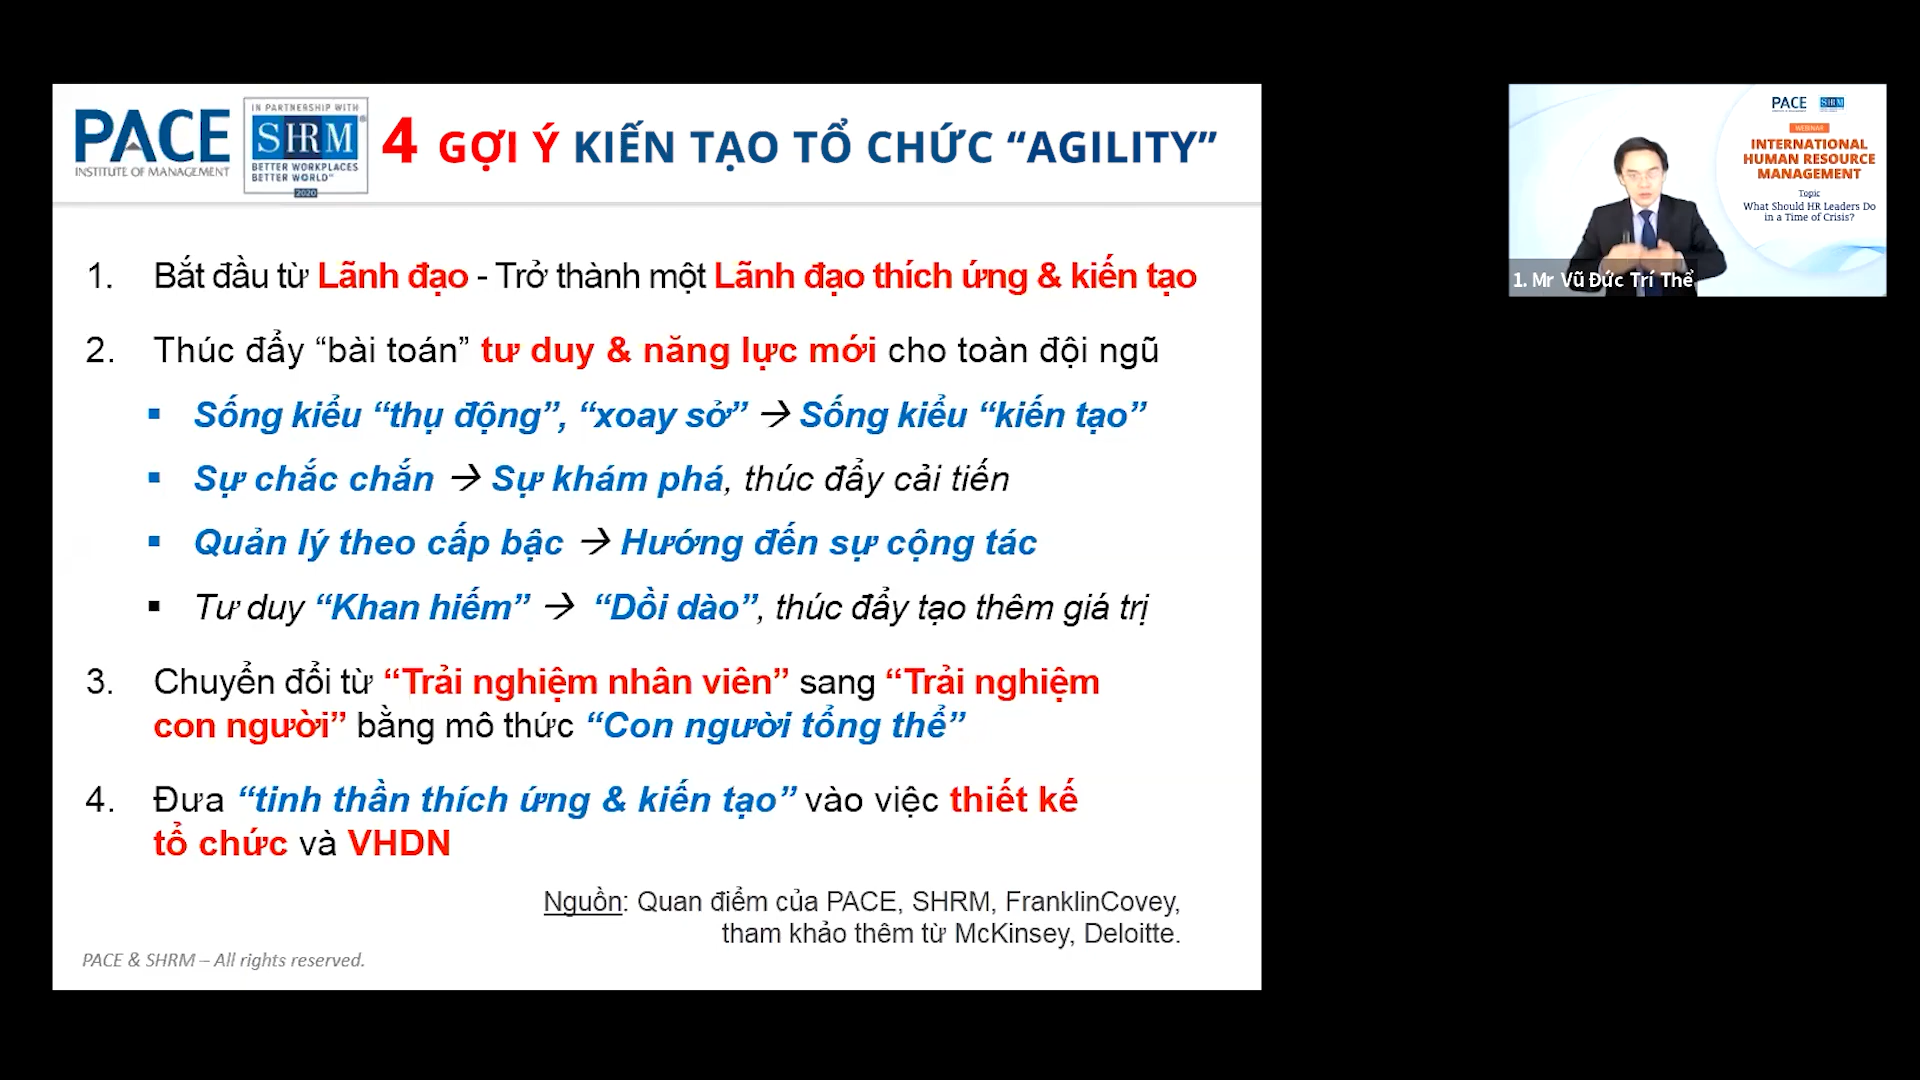 PACE
INSTITUTE OF MANAGEMENT
IN PARTNERSHIP WITH
SHRM®
BETTER WORKPLACES
BETTER WORLD™
2020
4 GỢI Ý KIẾN TẠO TỔ CHỨC “AGILITY”
1. Bắt đầu từ Lãnh đạo - Trở thành một Lãnh đạo thích ứng & kiến tạo
2. Thúc đẩy “bài toán” tư duy & năng lực mới cho toàn đội ngũ
▪ Sống kiểu “thụ động”, “xoay sở” → Sống kiểu “kiến tạo”
▪ Sự chắc chắn → Sự khám phá, thúc đẩy cải tiến
▪ Quản lý theo cấp bậc → Hướng đến sự cộng tác
▪ Tư duy “Khan hiếm” → “Dồi dào”, thúc đẩy tạo thêm giá trị
3. Chuyển đổi từ “Trải nghiệm nhân viên” sang “Trải nghiệm
con người” bằng mô thức “Con người tổng thể”
4. Đưa “tinh thần thích ứng & kiến tạo” vào việc thiết kế
tổ chức và VHDN
Nguồn: Quan điểm của PACE, SHRM, FranklinCovey,
tham khảo thêm từ McKinsey, Deloitte.
PACE & SHRM – All rights reserved.
PACE SHRM
WEBINAR
INTERNATIONAL
HUMAN RESOURCE
MANAGEMENT
Topic
What Should HR Leaders Do
in a Time of Crisis?
1. Mr Vũ Đức Trí Thể